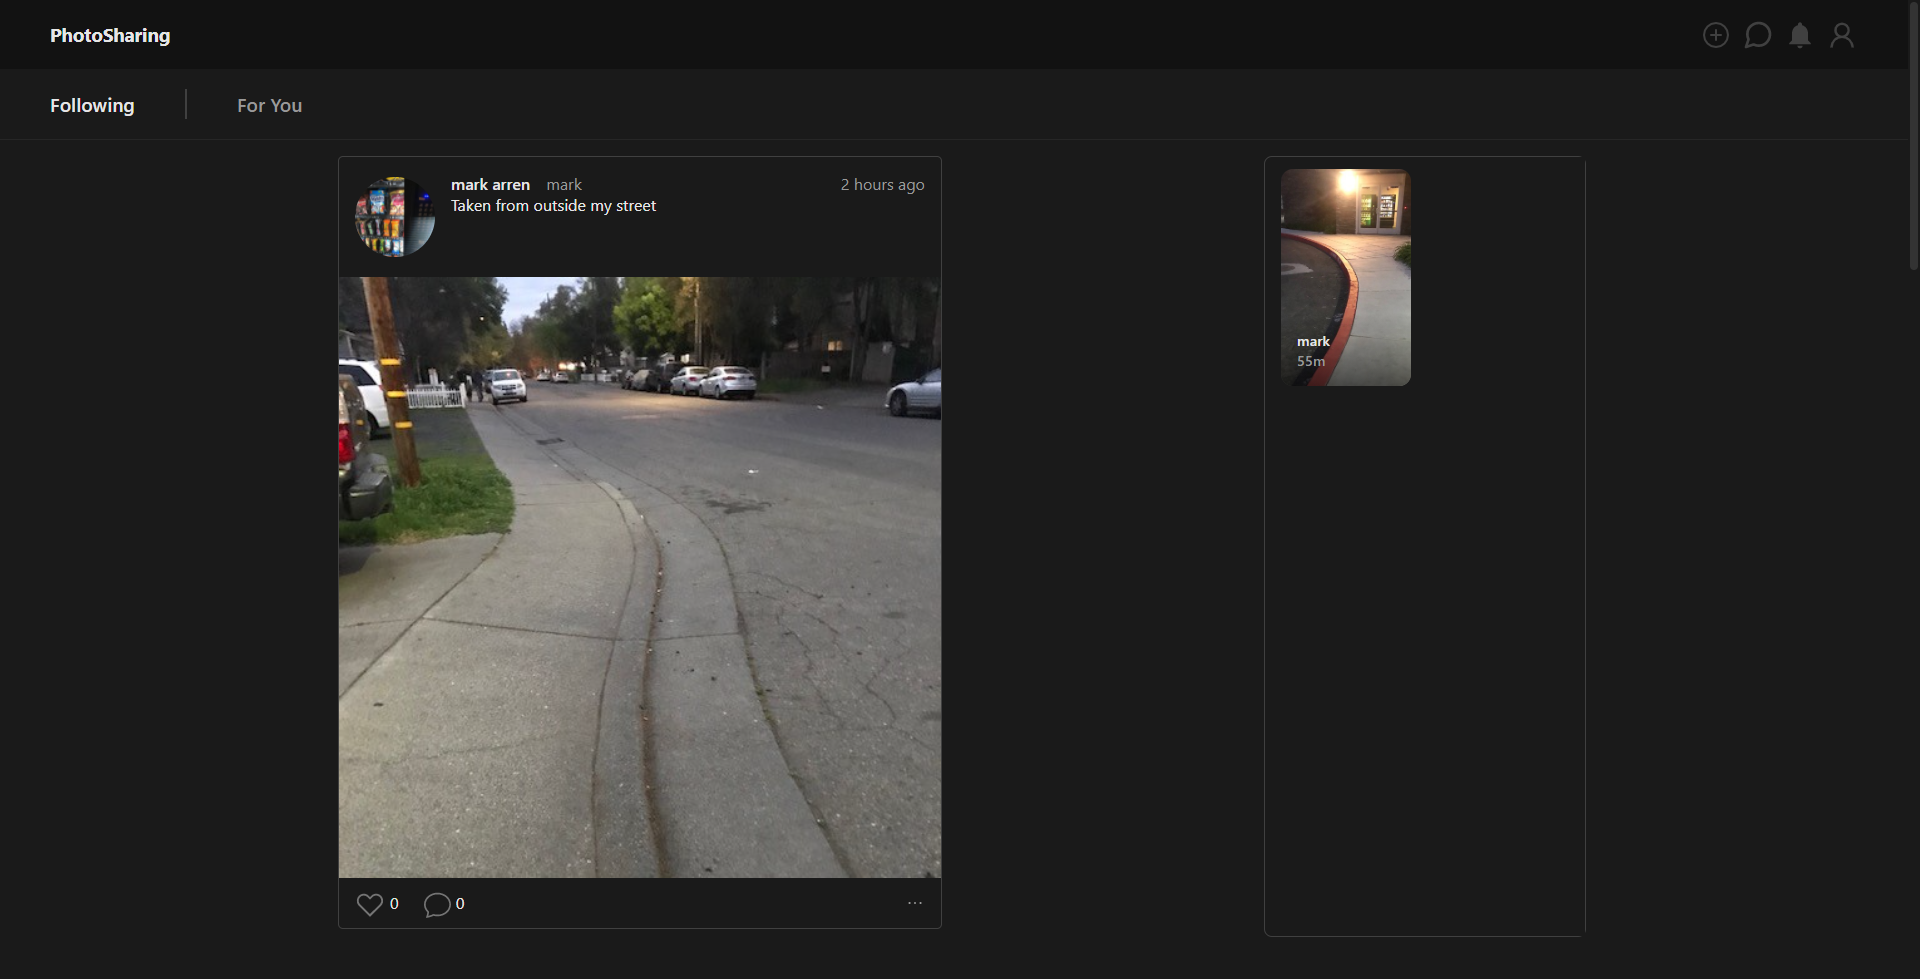 PhotoSharing
Following
For You
mark arren mark 2 hours ago
Taken from outside my street
0 0 ...
mark
55m